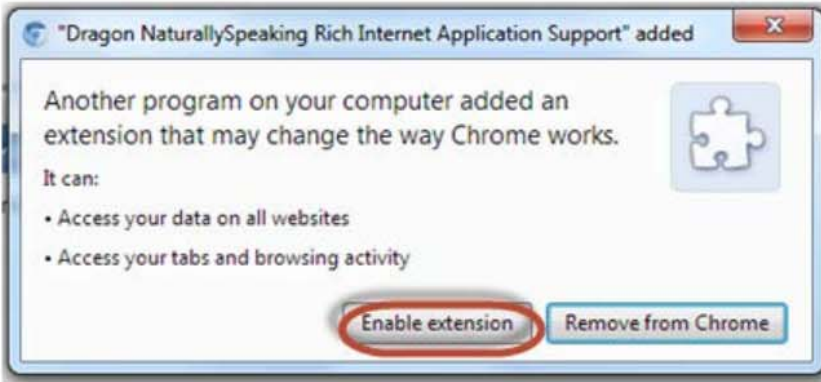 "Dragon NaturallySpeaking Rich Internet Application Support" added
Another program on your computer added an
extension that may change the way Chrome works.
It can:
• Access your data on all websites
• Access your tabs and browsing activity
Enable extension Remove from Chrome